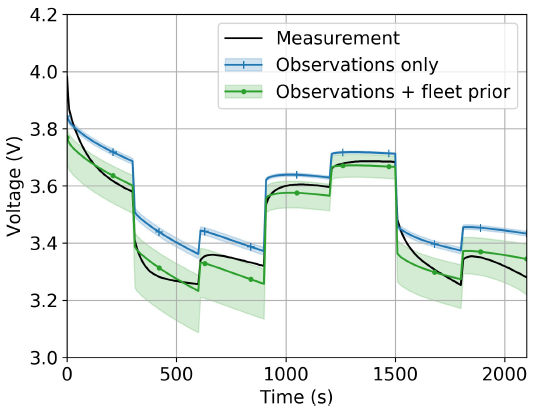 4.2
4.0
3.8
3.6
3.4
3.2
3.0
Voltage (V)
Measurement
Observations only
Observations + fleet prior
0 500 1000 1500 2000
Time (s)